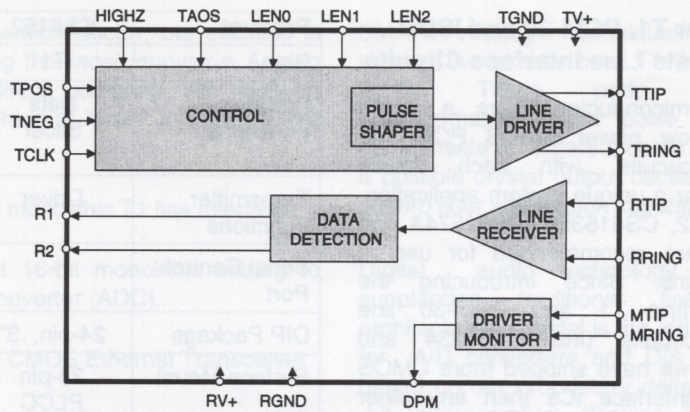 HIGHZ TAOS LEN0 LEN1 LEN2 TGND TV+
TPOS
TNEG
TCLK
CONTROL
PULSE
SHAPER
LINE
DRIVER
TTIP
TRING
R1
R2
DATA
DETECTION
LINE
RECEIVER
RTIP
RRING
DRIVER
MONITOR
MTIP
MRING
RV+ RGND DPM